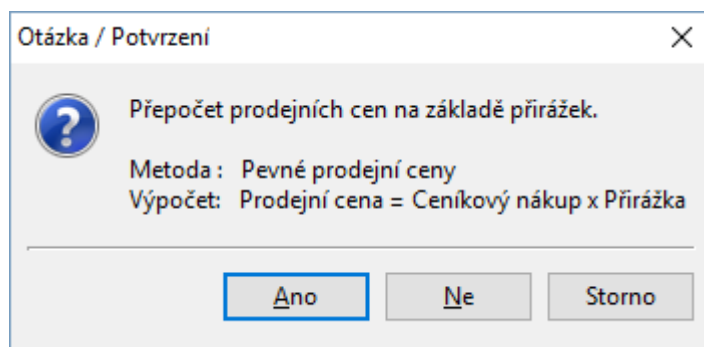 Otázka / Potvrzení
Přepočet prodejních cen na základě přirážek.
Metoda : Pevné prodejní ceny
Výpočet: Prodejní cena = Ceníkový nákup x Přirážka
Ano
Ne
Storno